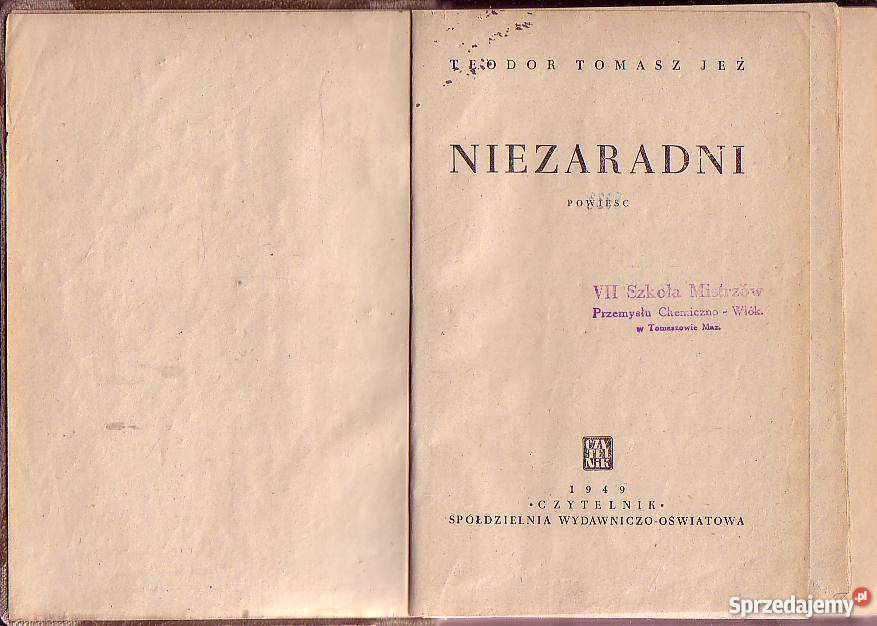 TEODOR TOMASZ JEŻ
NIEZARADNI
POWIEŚĆ
VII Szkoła Mistrzów
Przemysłu Chemiczno - Włók.
w Tomaszowie Maz.
CZY
TEL
NIK
1949
•CZYTELNIK•
SPÓŁDZIELNIA WYDAWNICZO-OŚWIATOWA
Sprzedajemy.pl